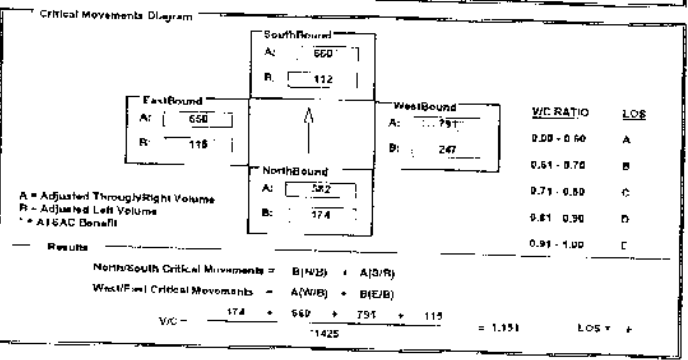 Critical Movements Diagram
SouthBound
A: 660
B: 112
EastBound
A:
B: 115
WestBound
A: 791
B: 247
NorthBound
A:
B: 174
V/C RATIO LOS
0.00 - 0.60 A
0.61 - 0.70 B
0.71 - 0.80 C
0.81 - 0.90 D
0.91 - 1.00
A = Adjusted Through/Right Volume
B = Adjusted Left Volume
* = ATSAC Benefit
Results
North/South Critical Movements = B(N/B) + A(S/B)
West/East Critical Movements = A(W/B) + B(E/B)
V/C = 174 + 660 + 791 + 115
1425
= 1.151 LOS =